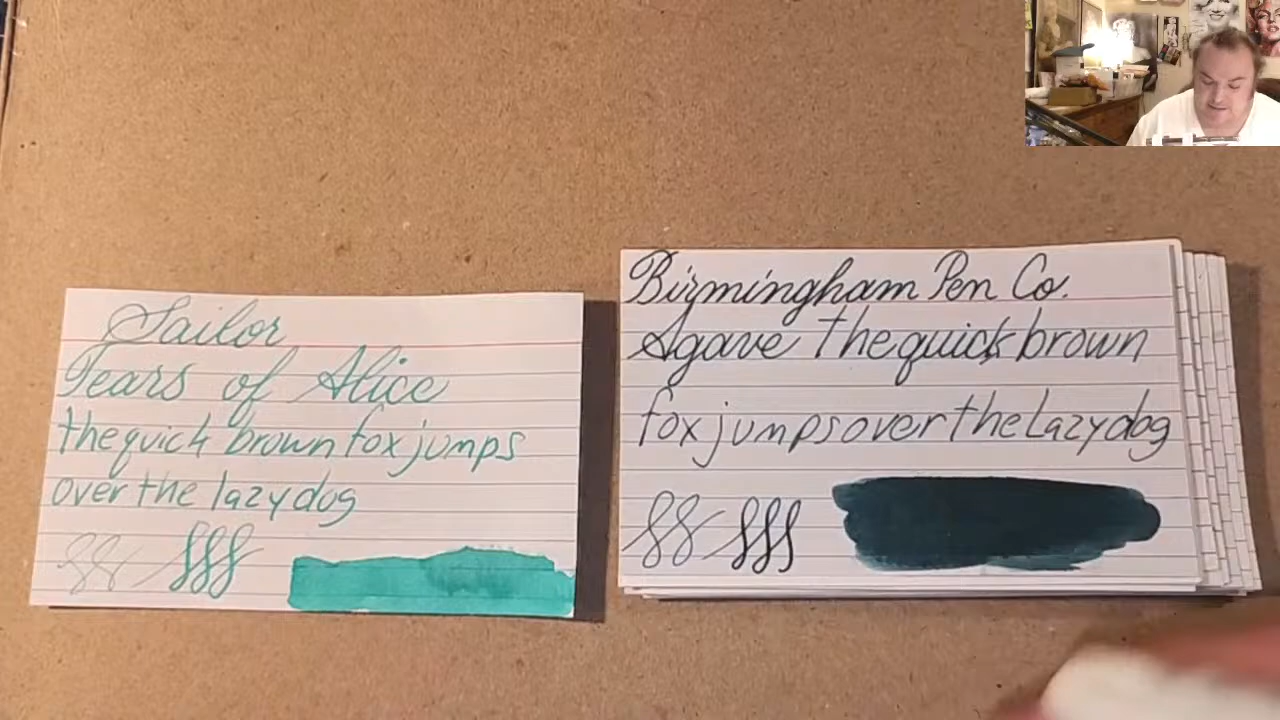 Sailor
Tears of Alice
the quick brown fox jumps
over the lazy dog
Birmingham Pen Co.
Agave the quick brown
fox jumps over the Lazy dog